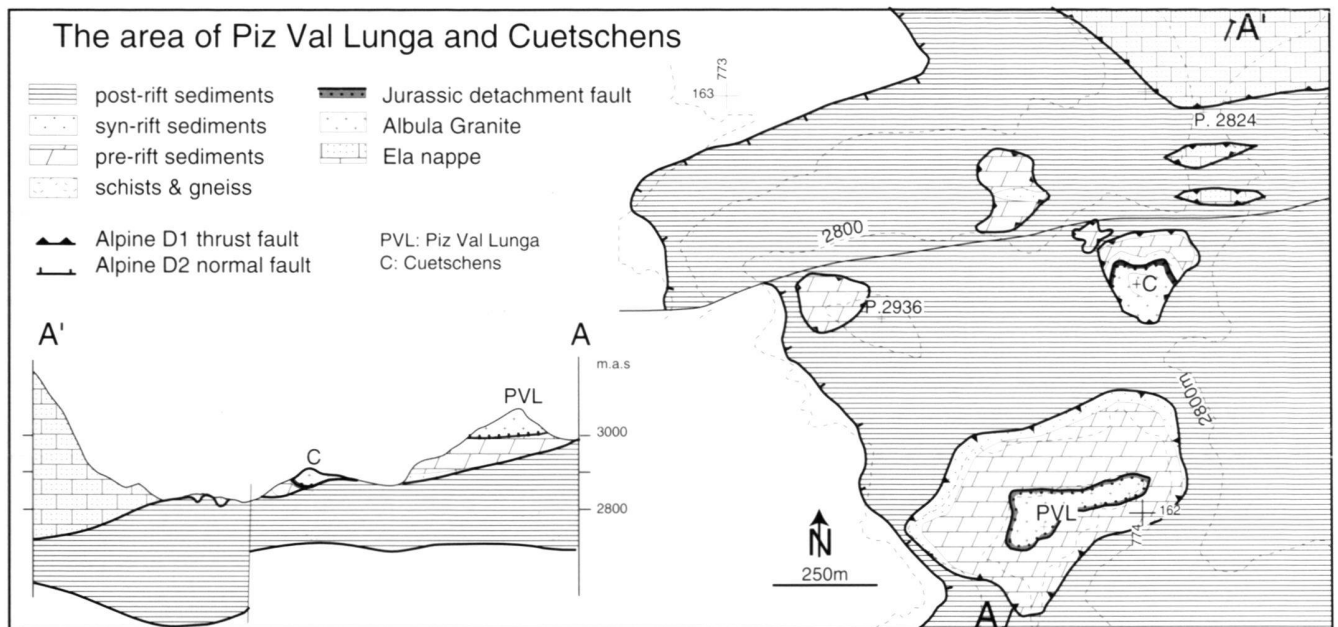 The area of Piz Val Lunga and Cuetschens
post-rift sediments
syn-rift sediments
pre-rift sediments
schists & gneiss
Jurassic detachment fault
Albula Granite
Ela nappe
Alpine D1 thrust fault
Alpine D2 normal fault
PVL: Piz Val Lunga
C: Cuetschens
A'
A
m.a.s
PVL
3000
C
2800
773
163
A'
P. 2824
2800
C
P.2936
2800m
PVL
162
774
N
250m
A